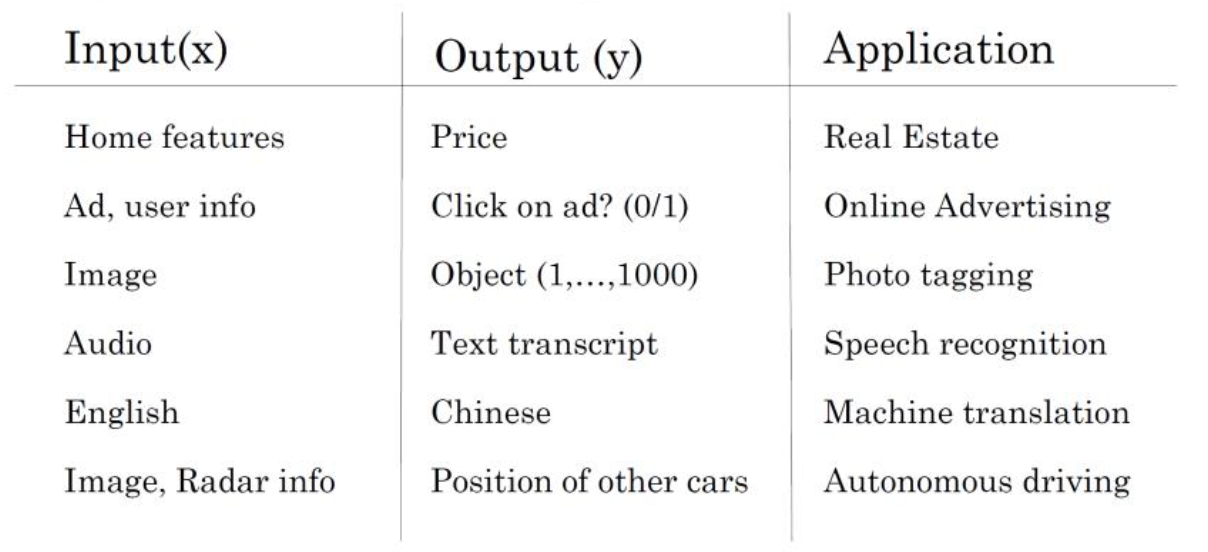 Input(x) Output (y) Application
Home features Price Real Estate
Ad, user info Click on ad? (0/1) Online Advertising
Image Object (1,...,1000) Photo tagging
Audio Text transcript Speech recognition
English Chinese Machine translation
Image, Radar info Position of other cars Autonomous driving